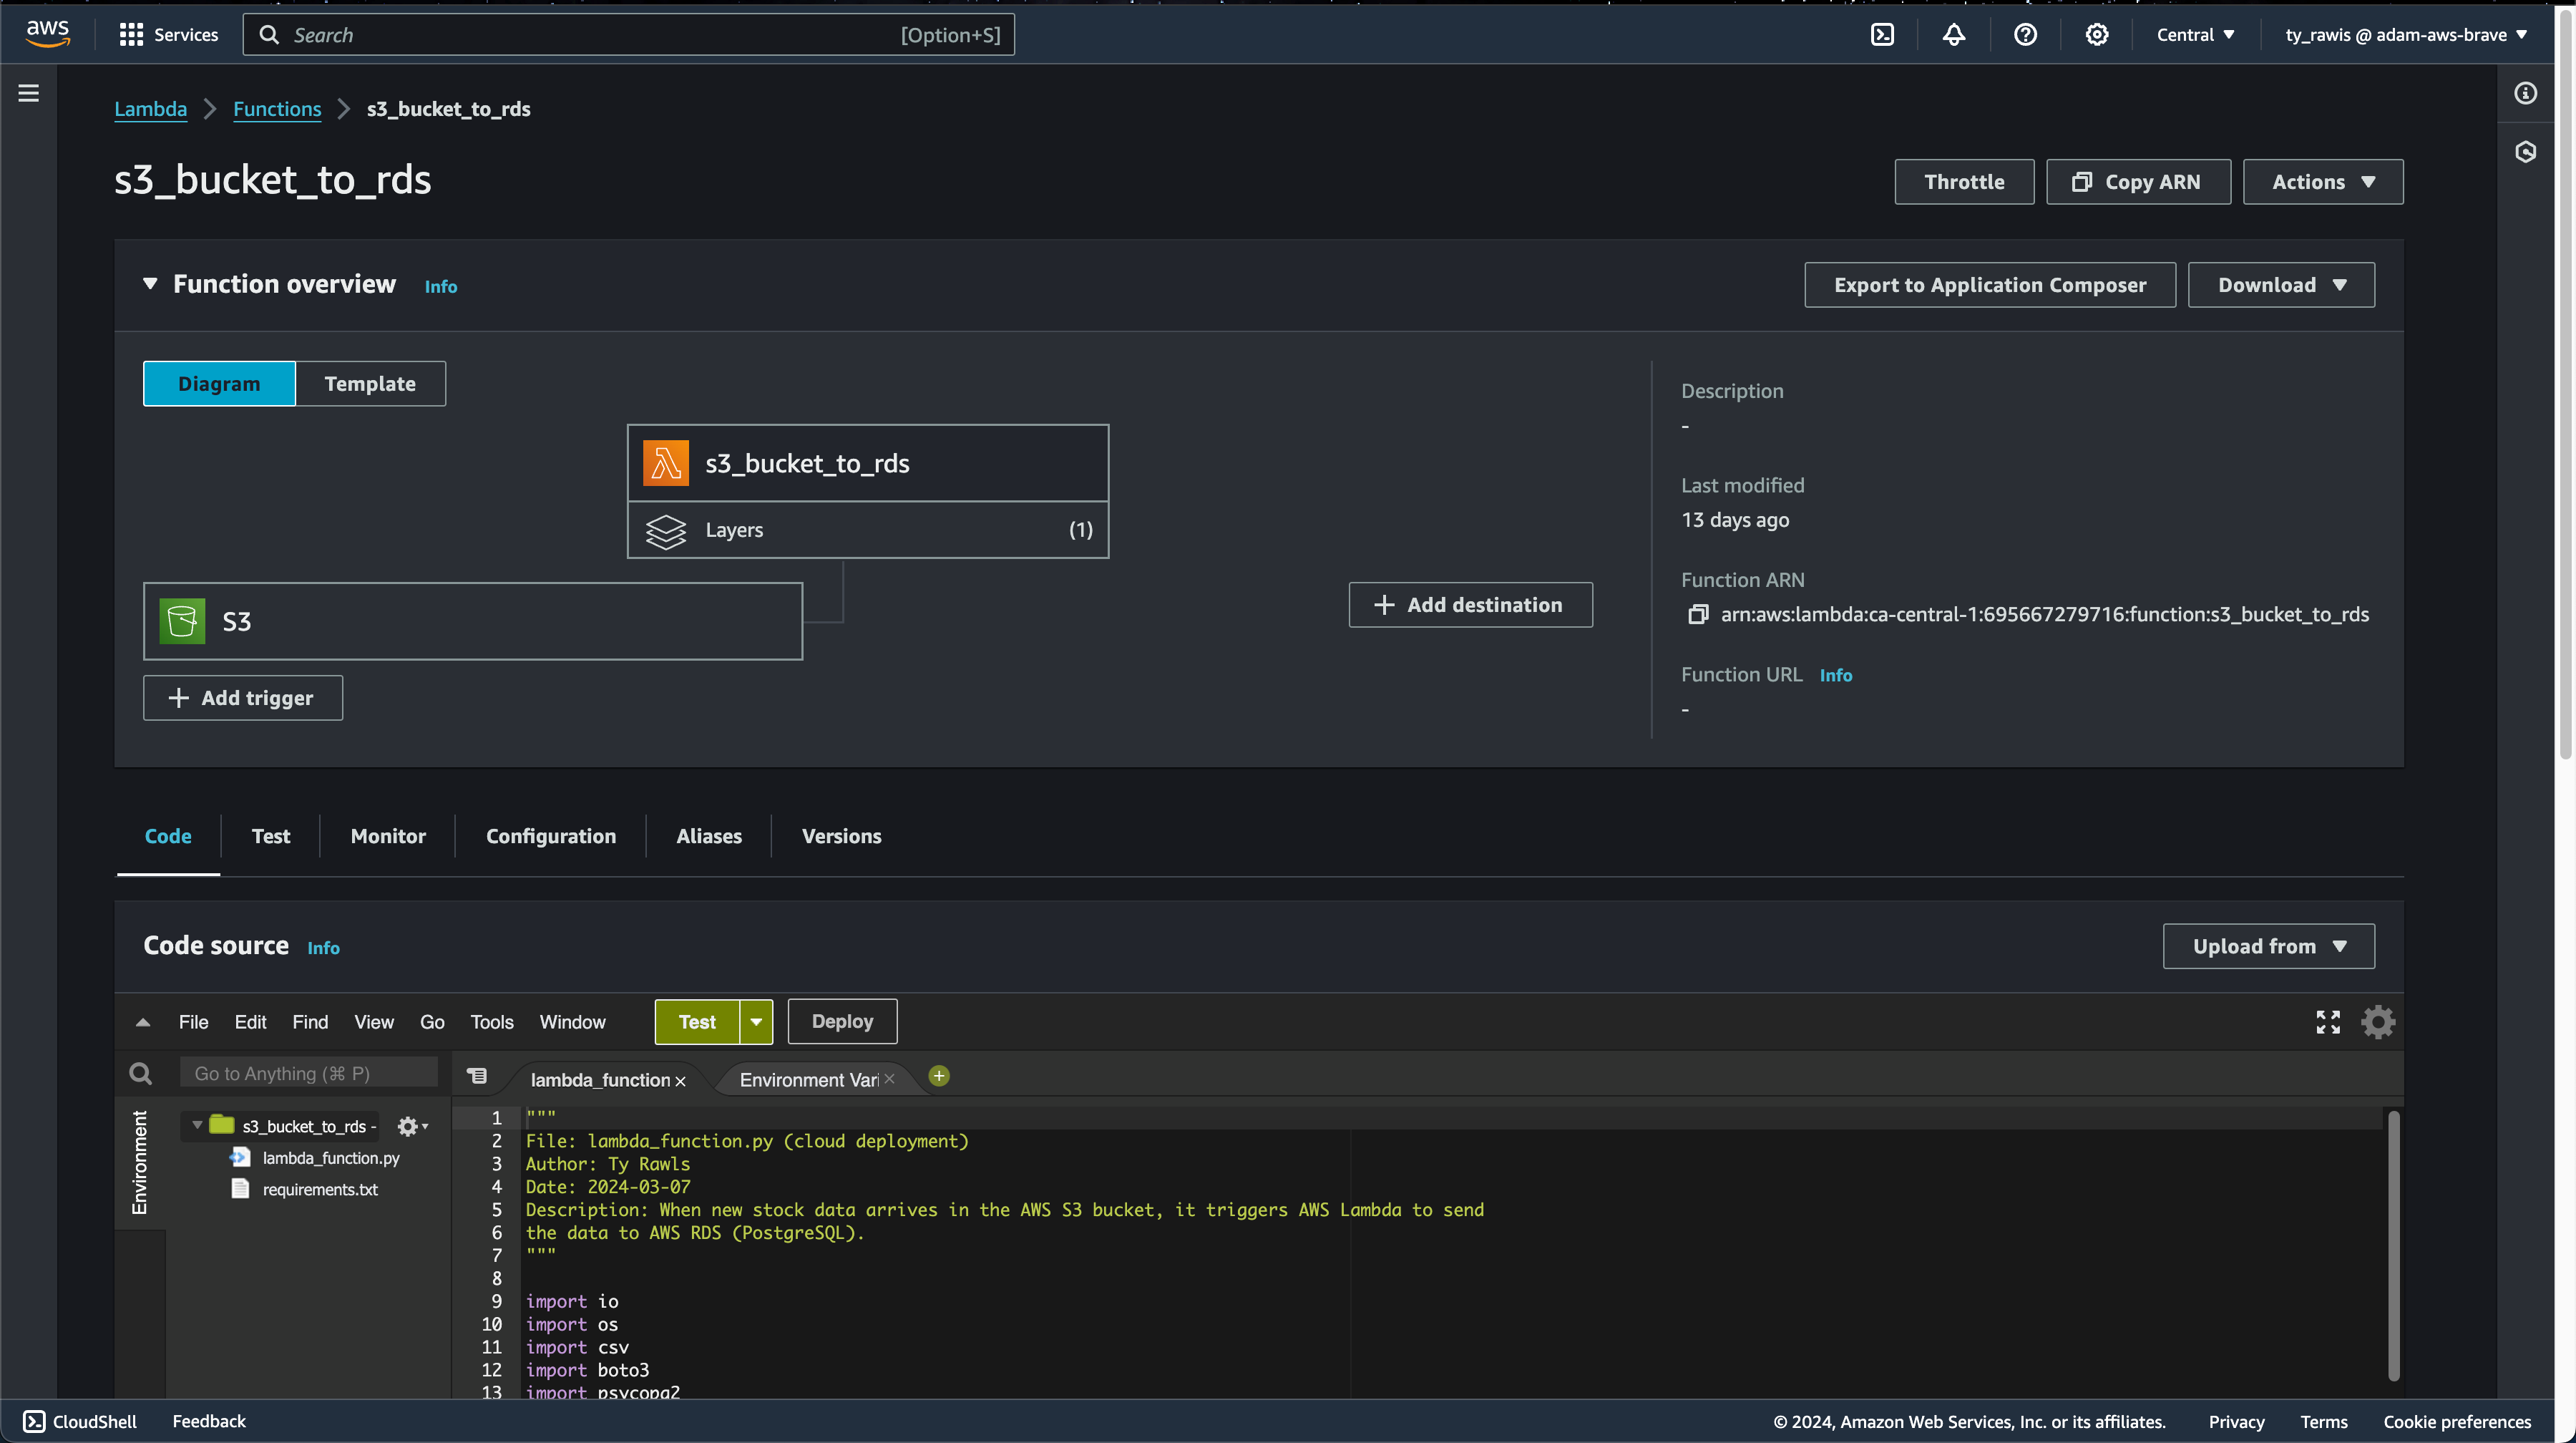 aws
Services
Search
[Option+S]
Central
ty_rawis @ adam-aws-brave
Lambda
Functions
s3_bucket_to_rds
s3_bucket_to_rds
Throttle
Copy ARN
Actions
Function overview
Info
Export to Application Composer
Download
Diagram
Template
s3_bucket_to_rds
Layers
(1)
S3
Add trigger
Add destination
Description
-
Last modified
13 days ago
Function ARN
arn:aws:lambda:ca-central-1:695667279716:function:s3_bucket_to_rds
Function URL
Info
-
Code
Test
Monitor
Configuration
Aliases
Versions
Code source
Info
Upload from
File
Edit
Find
View
Go
Tools
Window
Test
Deploy
Go to Anything (⌘ P)
lambda_function
Environment Vari
Environment
s3_bucket_to_rds -
lambda_function.py
requirements.txt
1 """
2 File: lambda_function.py (cloud deployment)
3 Author: Ty Rawls
4 Date: 2024-03-07
5 Description: When new stock data arrives in the AWS S3 bucket, it triggers AWS Lambda to send
6 the data to AWS RDS (PostgreSQL).
7 """
8
9 import io
10 import os
11 import csv
12 import boto3
13 import psycopg2
CloudShell
Feedback
© 2024, Amazon Web Services, Inc. or its affiliates.
Privacy
Terms
Cookie preferences